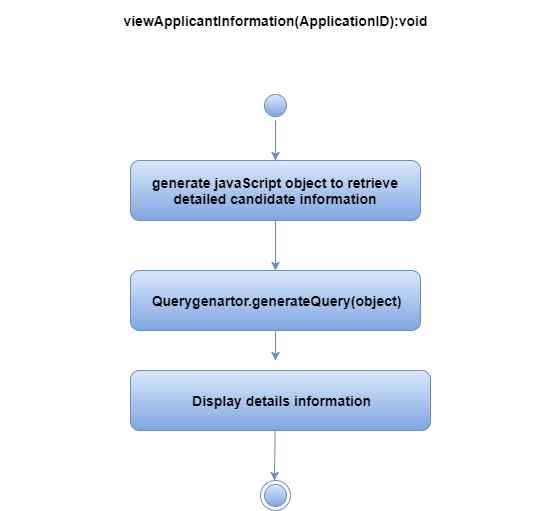 viewApplicantInformation(ApplicationID):void
generate javaScript object to retrieve
detailed candidate information
Querygenartor.generateQuery(object)
Display details information